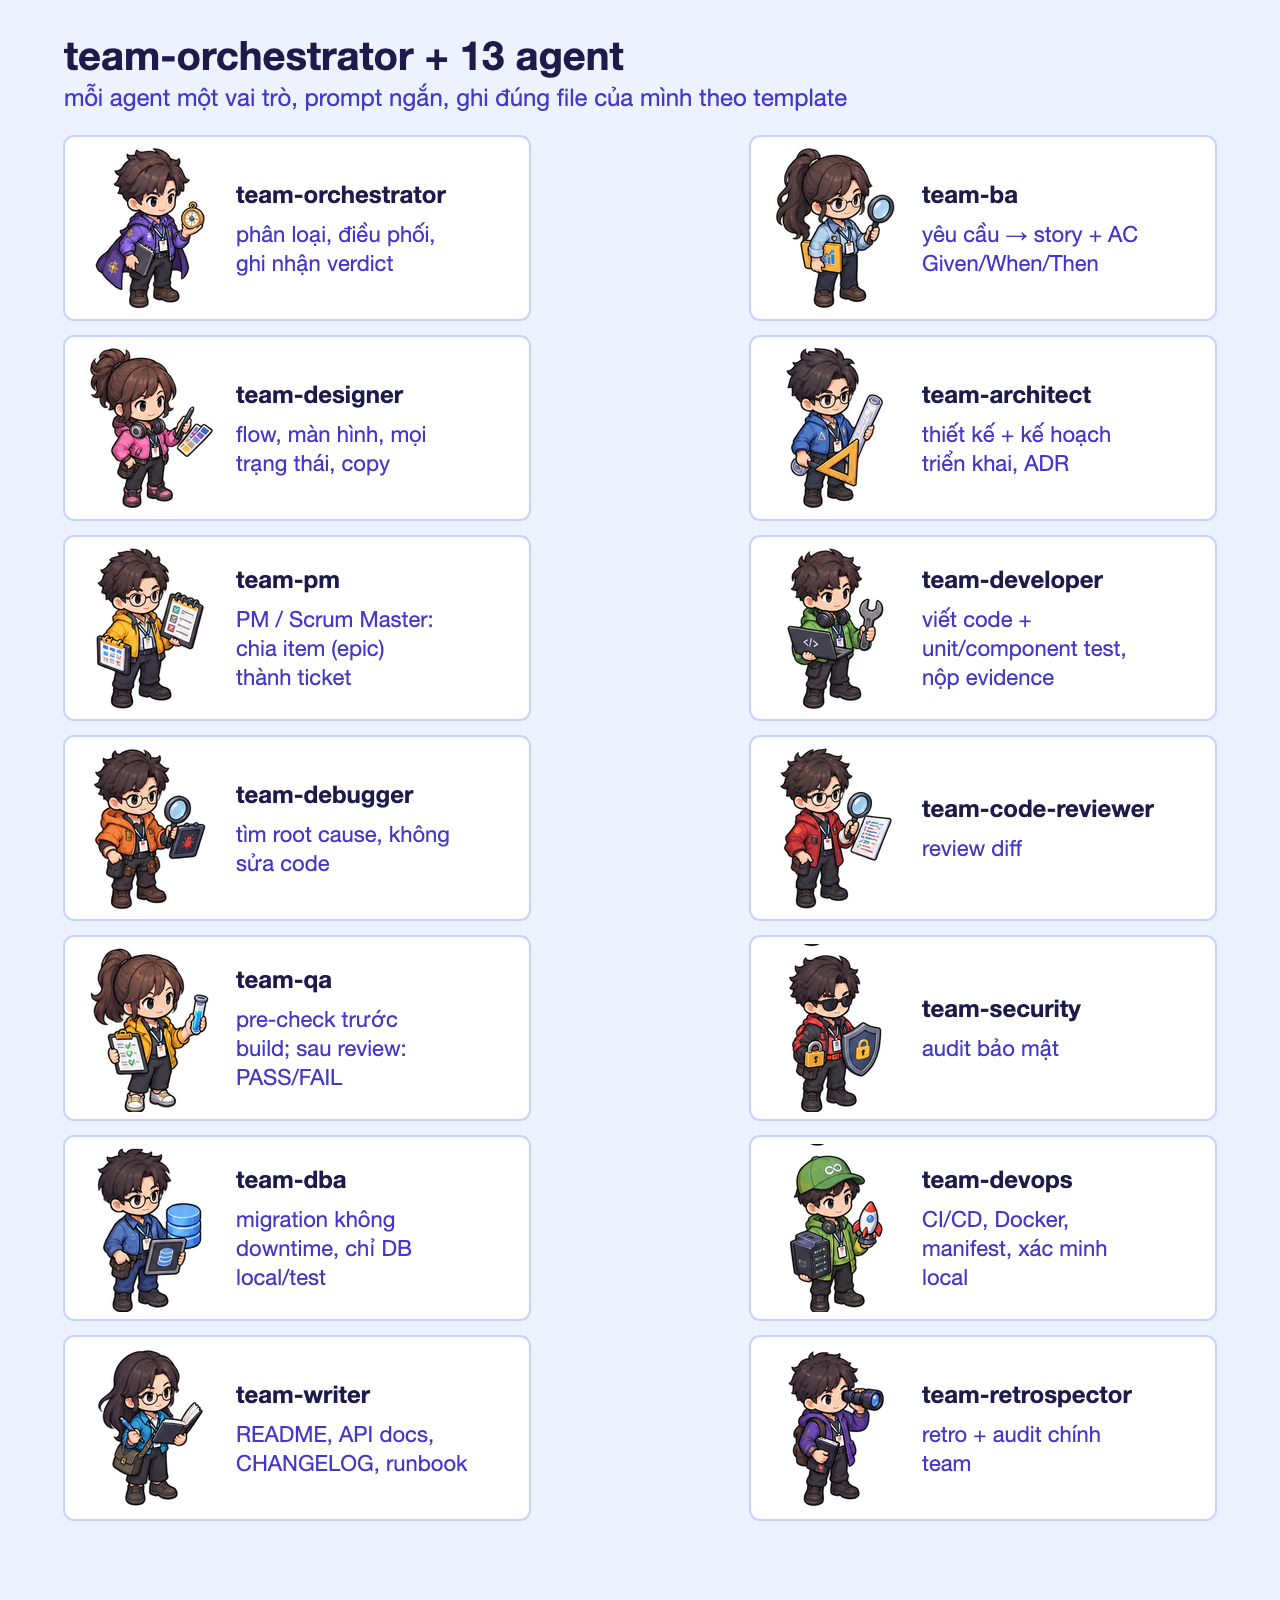 team-orchestrator + 13 agent
mỗi agent một vai trò, prompt ngắn, ghi đúng file của mình theo template
team-orchestrator
phân loại, điều phối,
ghi nhận verdict
team-ba
yêu cầu → story + AC
Given/When/Then
team-designer
flow, màn hình, mọi
trạng thái, copy
team-architect
thiết kế + kế hoạch
triển khai, ADR
team-pm
PM / Scrum Master:
chia item (epic)
thành ticket
team-developer
viết code +
unit/component test,
nộp evidence
</>
team-debugger
tìm root cause, không
sửa code
team-code-reviewer
review diff
team-qa
pre-check trước
build; sau review:
PASS/FAIL
team-security
audit bảo mật
team-dba
migration không
downtime, chỉ DB
local/test
team-devops
CI/CD, Docker,
manifest, xác minh
local
team-writer
README, API docs,
CHANGELOG, runbook
team-retrospector
retro + audit chính
team